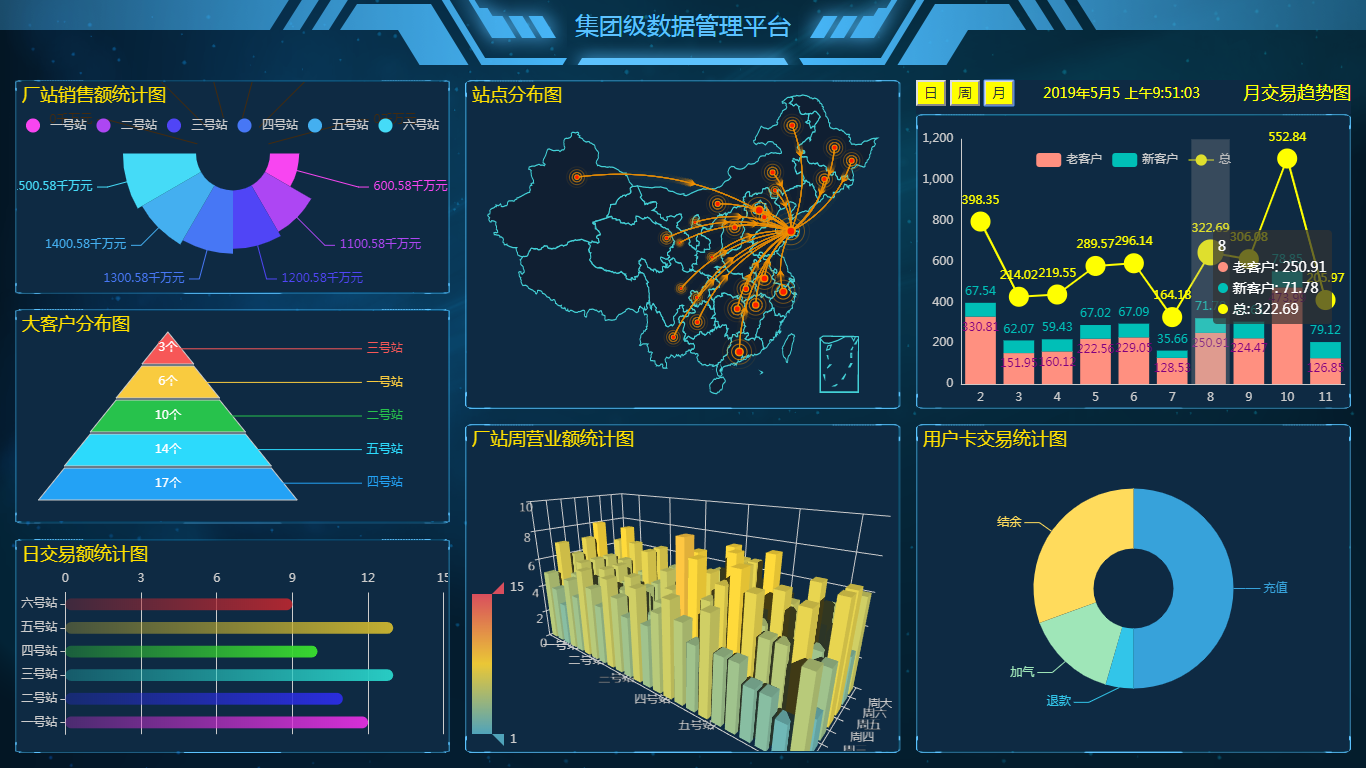 集团级数据管理平台
厂站销售额统计图
一号站 二号站 三号站 四号站 五号站 六号站
500.58千万元
600.58千万元
1400.58千万元
1100.58千万元
1300.58千万元
1200.58千万元
大客户分布图
3个 三号站
6个 一号站
10个 二号站
14个 五号站
17个 四号站
日交易额统计图
0 3 6 9 12 15
六号站
五号站
四号站
三号站
二号站
一号站
站点分布图
厂站周营业额统计图
10
8
6
4
2
0
15
1
一号站
二号站
三号站
四号站
五号站
周大
周六
周五
周四
日 周 月 2019年5月5 上午9:51:03 月交易趋势图
老客户 新客户 总
1,200
1,000
800
600
400
200
0
398.35 214.02 219.55 289.57 296.14 164.18 322.69 306.08 552.84 205.97
67.54 62.07 59.43 67.02 67.09 35.66 71. 78.85 79.12
330.81 151.95 160.12 222.56 229.05 128.53 250.91 224.47 126.85
8
老客户: 250.91
新客户: 71.78
总: 322.69
2 3 4 5 6 7 8 9 10 11
用户卡交易统计图
结余
充值
加气
退款